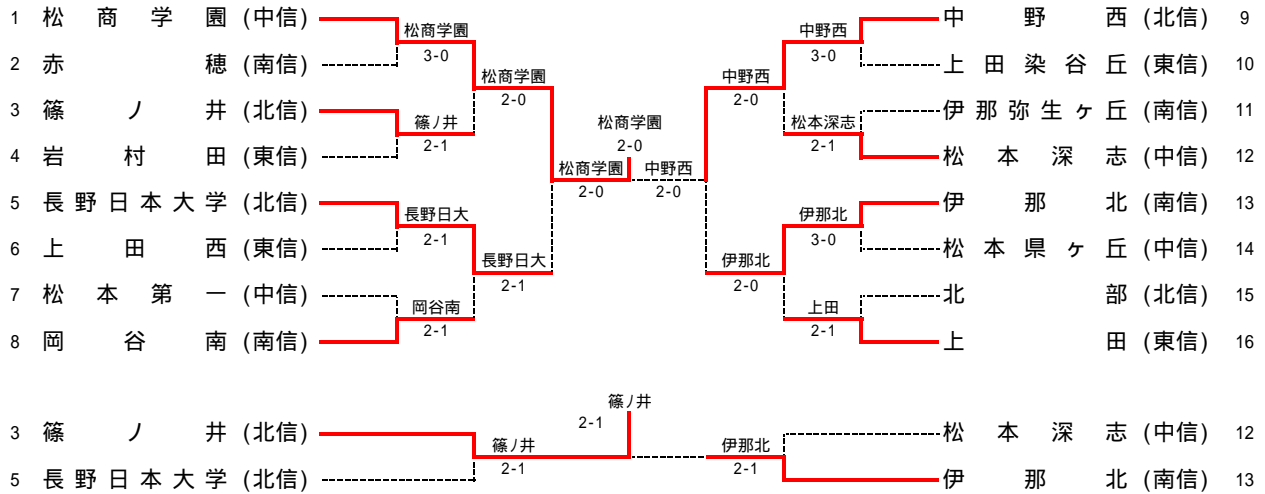 1 松商学園 (中信) 中野西 (北信) 9
松商学園 中野西
3-0 3-0
2 赤穂 (南信) 上田染谷丘 (東信) 10
松商学園 中野西
2-0 2-0
3 篠ノ井 (北信) 伊那弥生ヶ丘 (南信) 11
篠ノ井 松商学園 松本深志
2-1 2-0 2-1
4 岩村田 (東信) 松本深志 (中信) 12
松商学園 中野西
2-0 2-0
5 長野日本大学 (北信) 伊那北 (南信) 13
長野日大 伊那北
2-1 3-0
6 上田西 (東信) 松本県ヶ丘 (中信) 14
長野日大 伊那北
2-1 2-0
7 松本第一 (中信) 北部 (北信) 15
岡谷南 上田
2-1 2-1
8 岡谷南 (南信) 上田 (東信) 16
篠ノ井
2-1
3 篠ノ井 (北信) 松本深志 (中信) 12
篠ノ井 伊那北
2-1 2-1
5 長野日本大学 (北信) 伊那北 (南信) 13